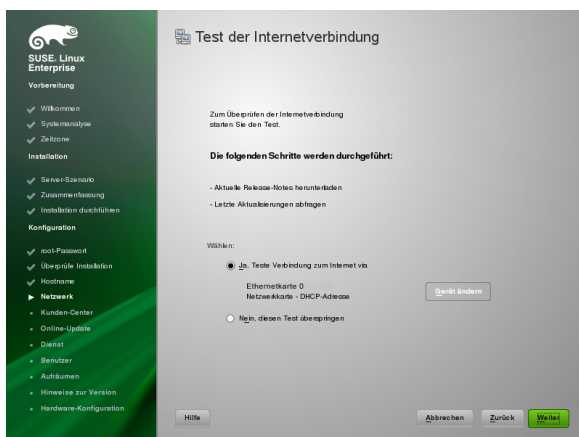 SUSE. Linux
Enterprise
Vorbereitung
Willkommen
Systemanalyse
Zeitzone
Installation
Server-Szenario
Zusammenfassung
Installation durchführen
Konfiguration
root-Passwort
Überprüfe Installation
Hostname
Netzwerk
Kunden-Center
Online-Update
Dienst
Benutzer
Aufräumen
Hinweise zur Version
Hardware-Konfiguration
Test der Internetverbindung
Zum Überprüfen der Internetverbindung
starten Sie den Test.
Die folgenden Schritte werden durchgeführt:
- Aktuelle Release-Notes herunterladen
- Letzte Aktualisierungen abfragen
Wählen:
Ja, Teste Verbindung zum Internet via
Ethernetkarte 0
Netzwerkkarte - DHCP-Adresse
Gerät ändern
Nein, diesen Test überspringen
Hilfe
Abbrechen
Zurück
Weiter